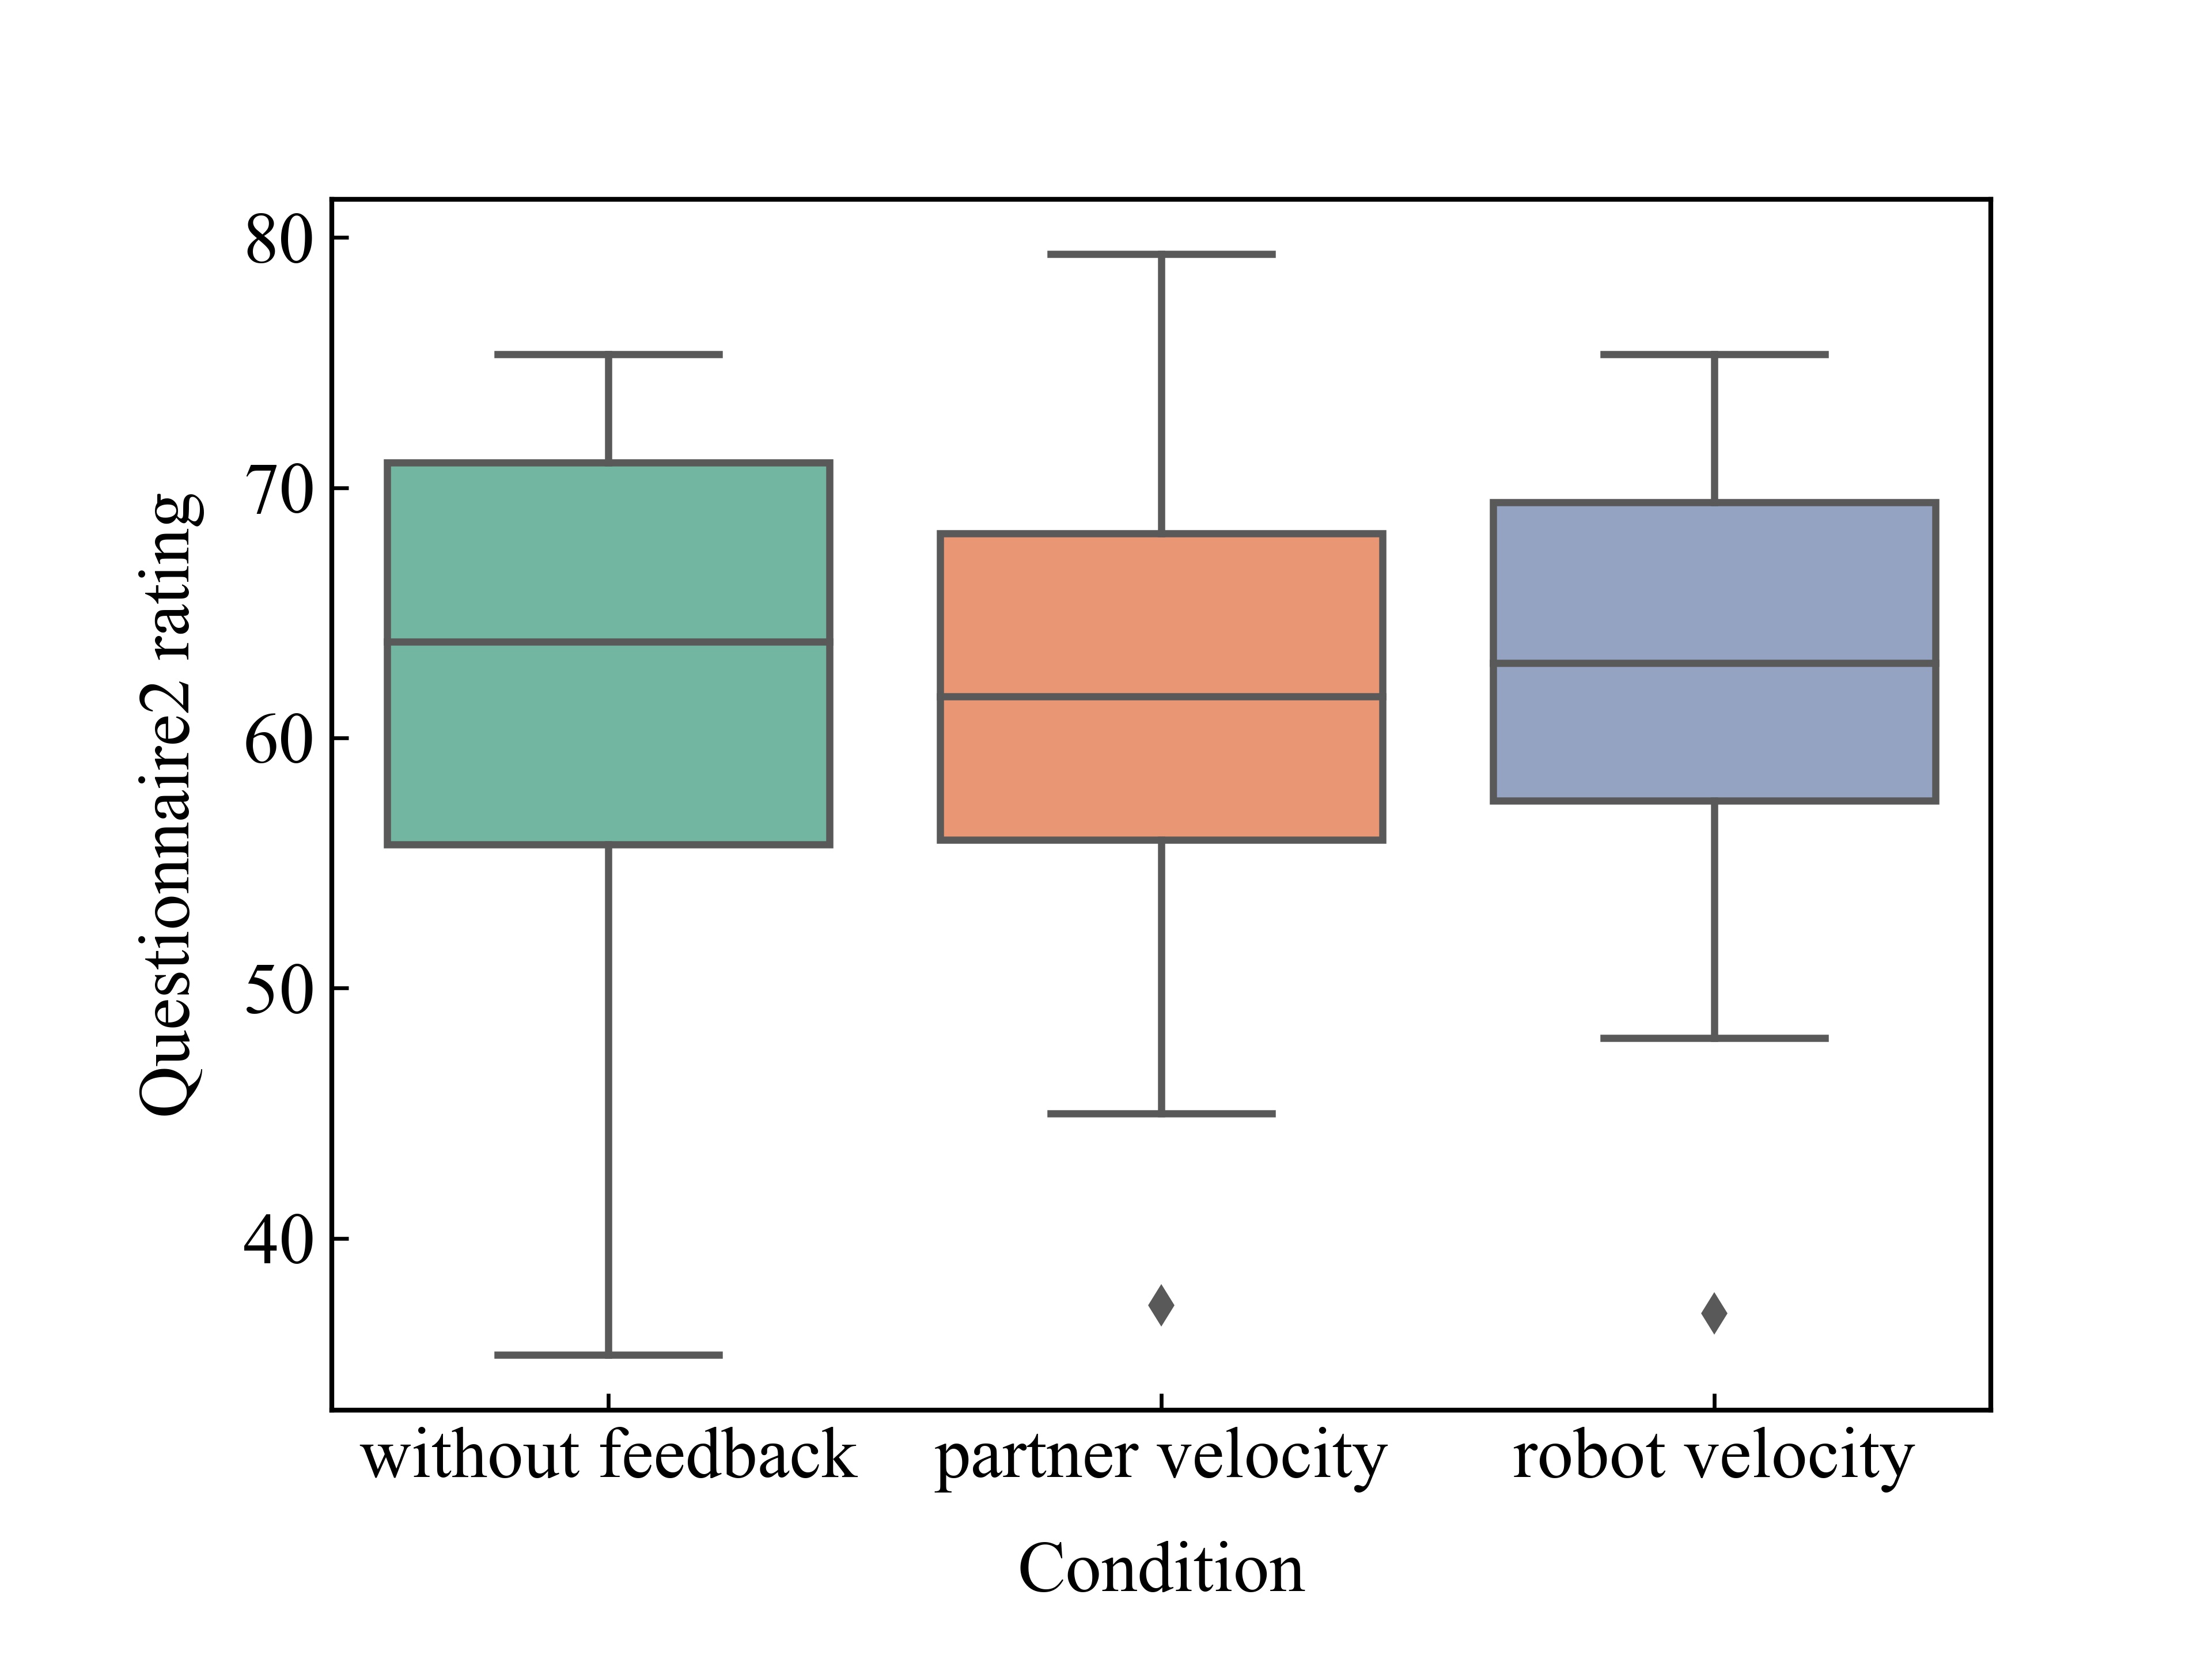 80
70
60
50
40
Questionnaire2 rating
without feedback partner velocity robot velocity
Condition